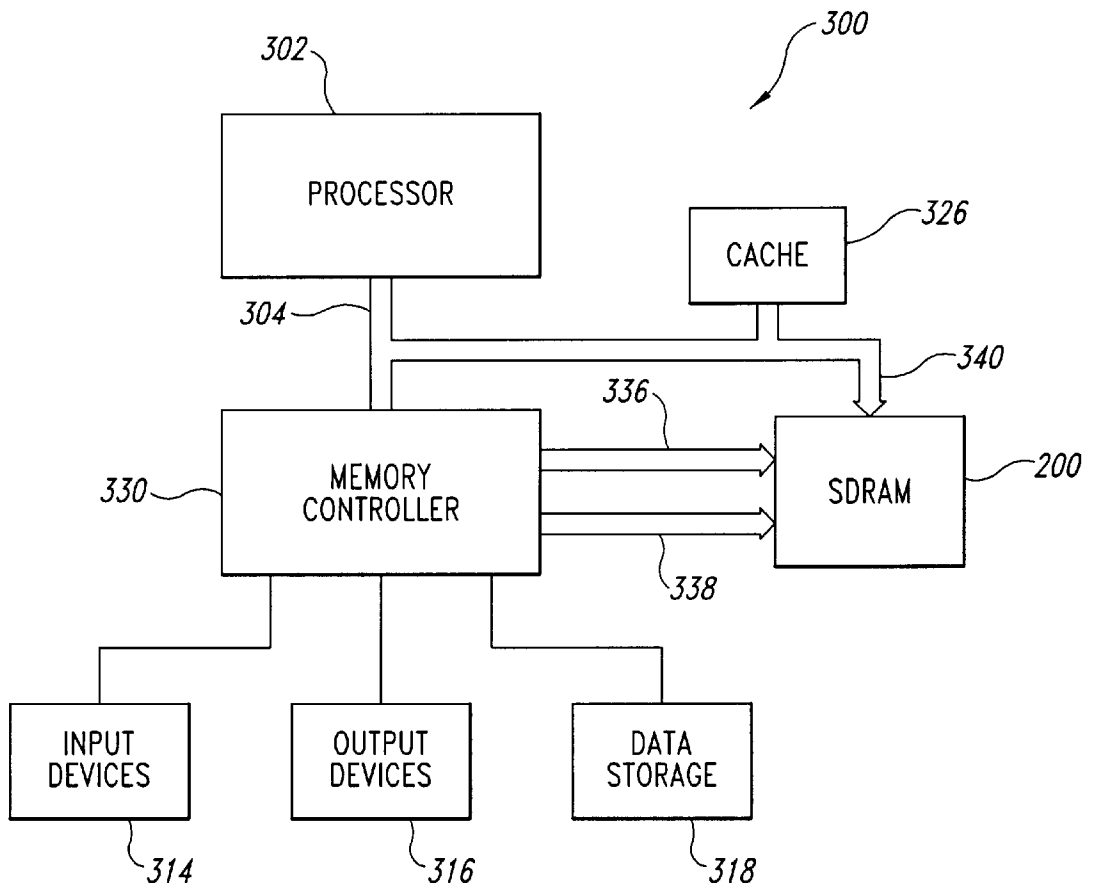 300
302
PROCESSOR
326
CACHE
304
340
336
330
MEMORY
CONTROLLER
200
SDRAM
338
INPUT
DEVICES
OUTPUT
DEVICES
DATA
STORAGE
314
316
318